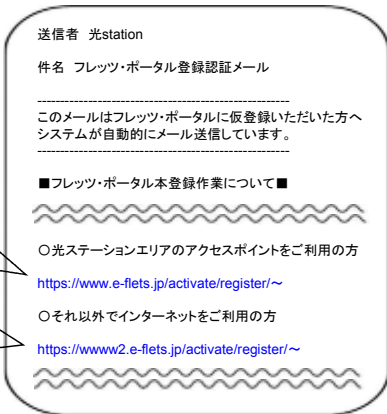 送信者 光station
件名 フレッツ・ポータル登録認証メール
--------------------------------------------------------
このメールはフレッツ・ポータルに仮登録いただいた方へ
システムが自動的にメール送信しています。
--------------------------------------------------------
■フレッツ・ポータル本登録作業について■
○光ステーションエリアのアクセスポイントをご利用の方
https://www.e-flets.jp/activate/register/～
○それ以外でインターネットをご利用の方
https://wwww2.e-flets.jp/activate/register/～